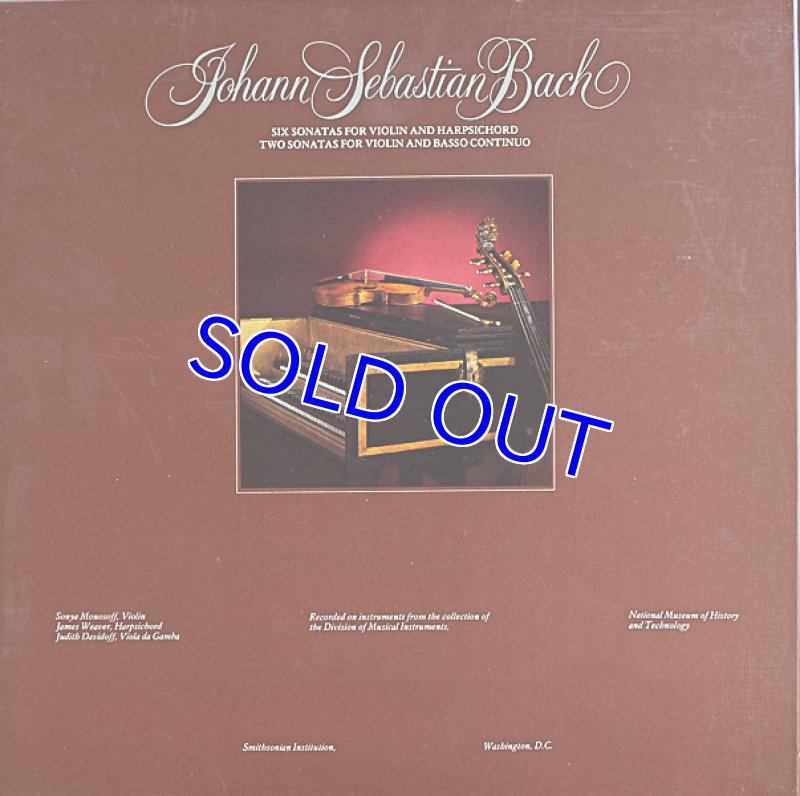 Johann Sebastian Bach
SIX SONATAS FOR VIOLIN AND HARPSICHORD
TWO SONATAS FOR VIOLIN AND BASSO CONTINUO
SOLD OUT
Sonya Monosoff, Violin
James Weaver, Harpsichord
Judith Davidoff, Viola da Gamba
Recorded on instruments from the collection of
the Division of Musical Instruments,
National Museum of History
and Technology
Smithsonian Institution,
Washington, D.C.